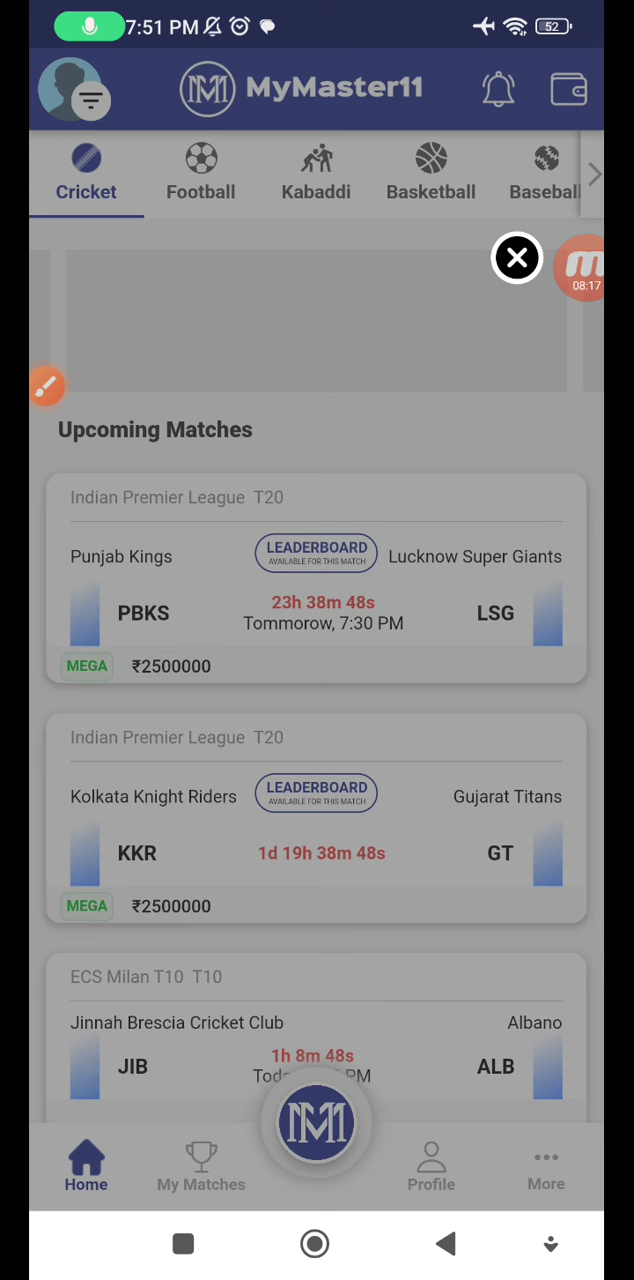 7:51 PM
52
MyMaster11
Cricket
Football
Kabaddi
Basketball
Baseball
08:17
Upcoming Matches
Indian Premier League T20
Punjab Kings
LEADERBOARD
AVAILABLE FOR THIS MATCH
Lucknow Super Giants
PBKS
23h 38m 48s
Tommorow, 7:30 PM
LSG
MEGA
₹2500000
Indian Premier League T20
Kolkata Knight Riders
LEADERBOARD
AVAILABLE FOR THIS MATCH
Gujarat Titans
KKR
1d 19h 38m 48s
GT
MEGA
₹2500000
ECS Milan T10 T10
Jinnah Brescia Cricket Club
Albano
JIB
1h 8m 48s
PM
ALB
Home
My Matches
Profile
More